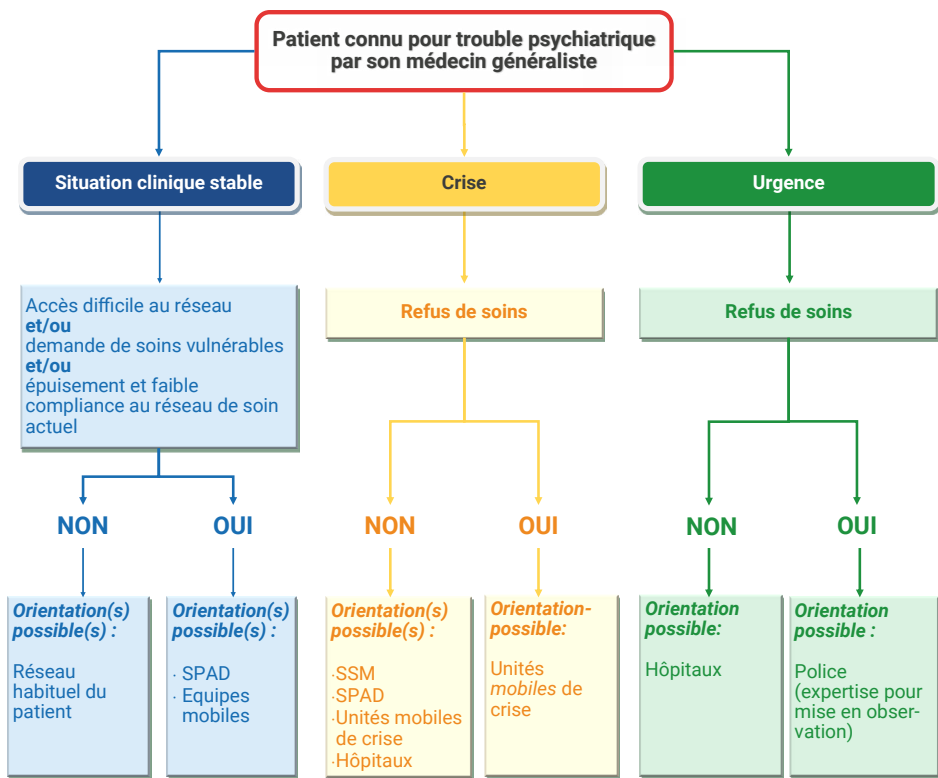 Patient connu pour trouble psychiatrique
par son médecin généraliste
Situation clinique stable
Crise
Urgence
Accès difficile au réseau
et/ou
demande de soins vulnérables
et/ou
épuisement et faible
compliance au réseau de soin
actuel
Refus de soins
Refus de soins
NON
OUI
NON
OUI
NON
OUI
Orientation(s)
possible(s) :
Réseau
habituel du
patient
Orientation(s)
possible(s) :
· SPAD
· Equipes
mobiles
Orientation(s)
possible(s) :
·SSM
·SPAD
·Unités mobiles
de crise
·Hôpitaux
Orientation-
possible:
Unités
mobiles de
crise
Orientation
possible:
Hôpitaux
Orientation
possible :
Police
(expertise pour
mise en obser-
vation)